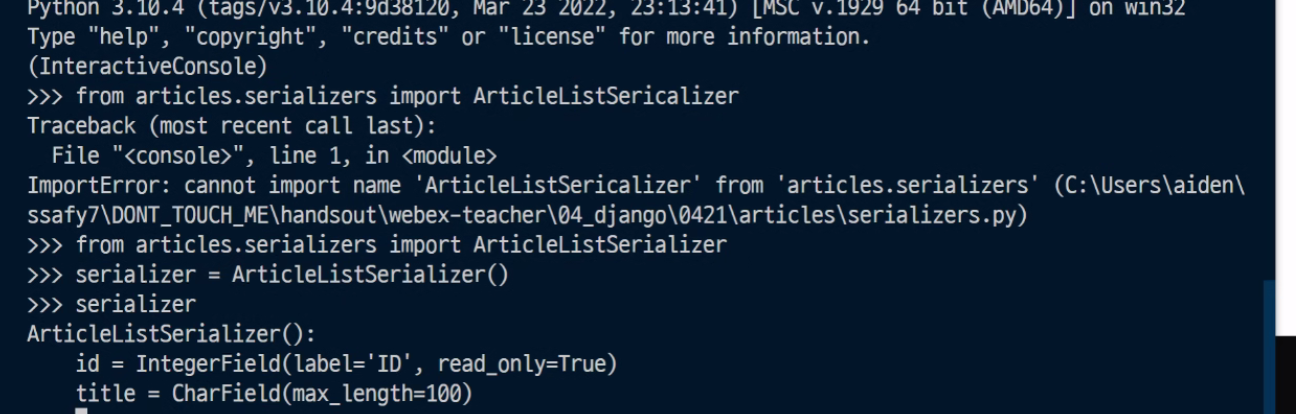 Python 3.10.4 (tags/v3.10.4:9d38120, Mar 23 2022, 23:13:41) [MSC v.1929 64 bit (AMD64)] on win32
Type "help", "copyright", "credits" or "license" for more information.
(InteractiveConsole)
>>> from articles.serializers import ArticleListSericalizer
Traceback (most recent call last):
  File "<console>", line 1, in <module>
ImportError: cannot import name 'ArticleListSericalizer' from 'articles.serializers' (C:\Users\aiden\
ssafy7\DONT_TOUCH_ME\handsout\webex-teacher\04_django\0421\articles\serializers.py)
>>> from articles.serializers import ArticleListSerializer
>>> serializer = ArticleListSerializer()
>>> serializer
ArticleListSerializer():
    id = IntegerField(label='ID', read_only=True)
    title = CharField(max_length=100)